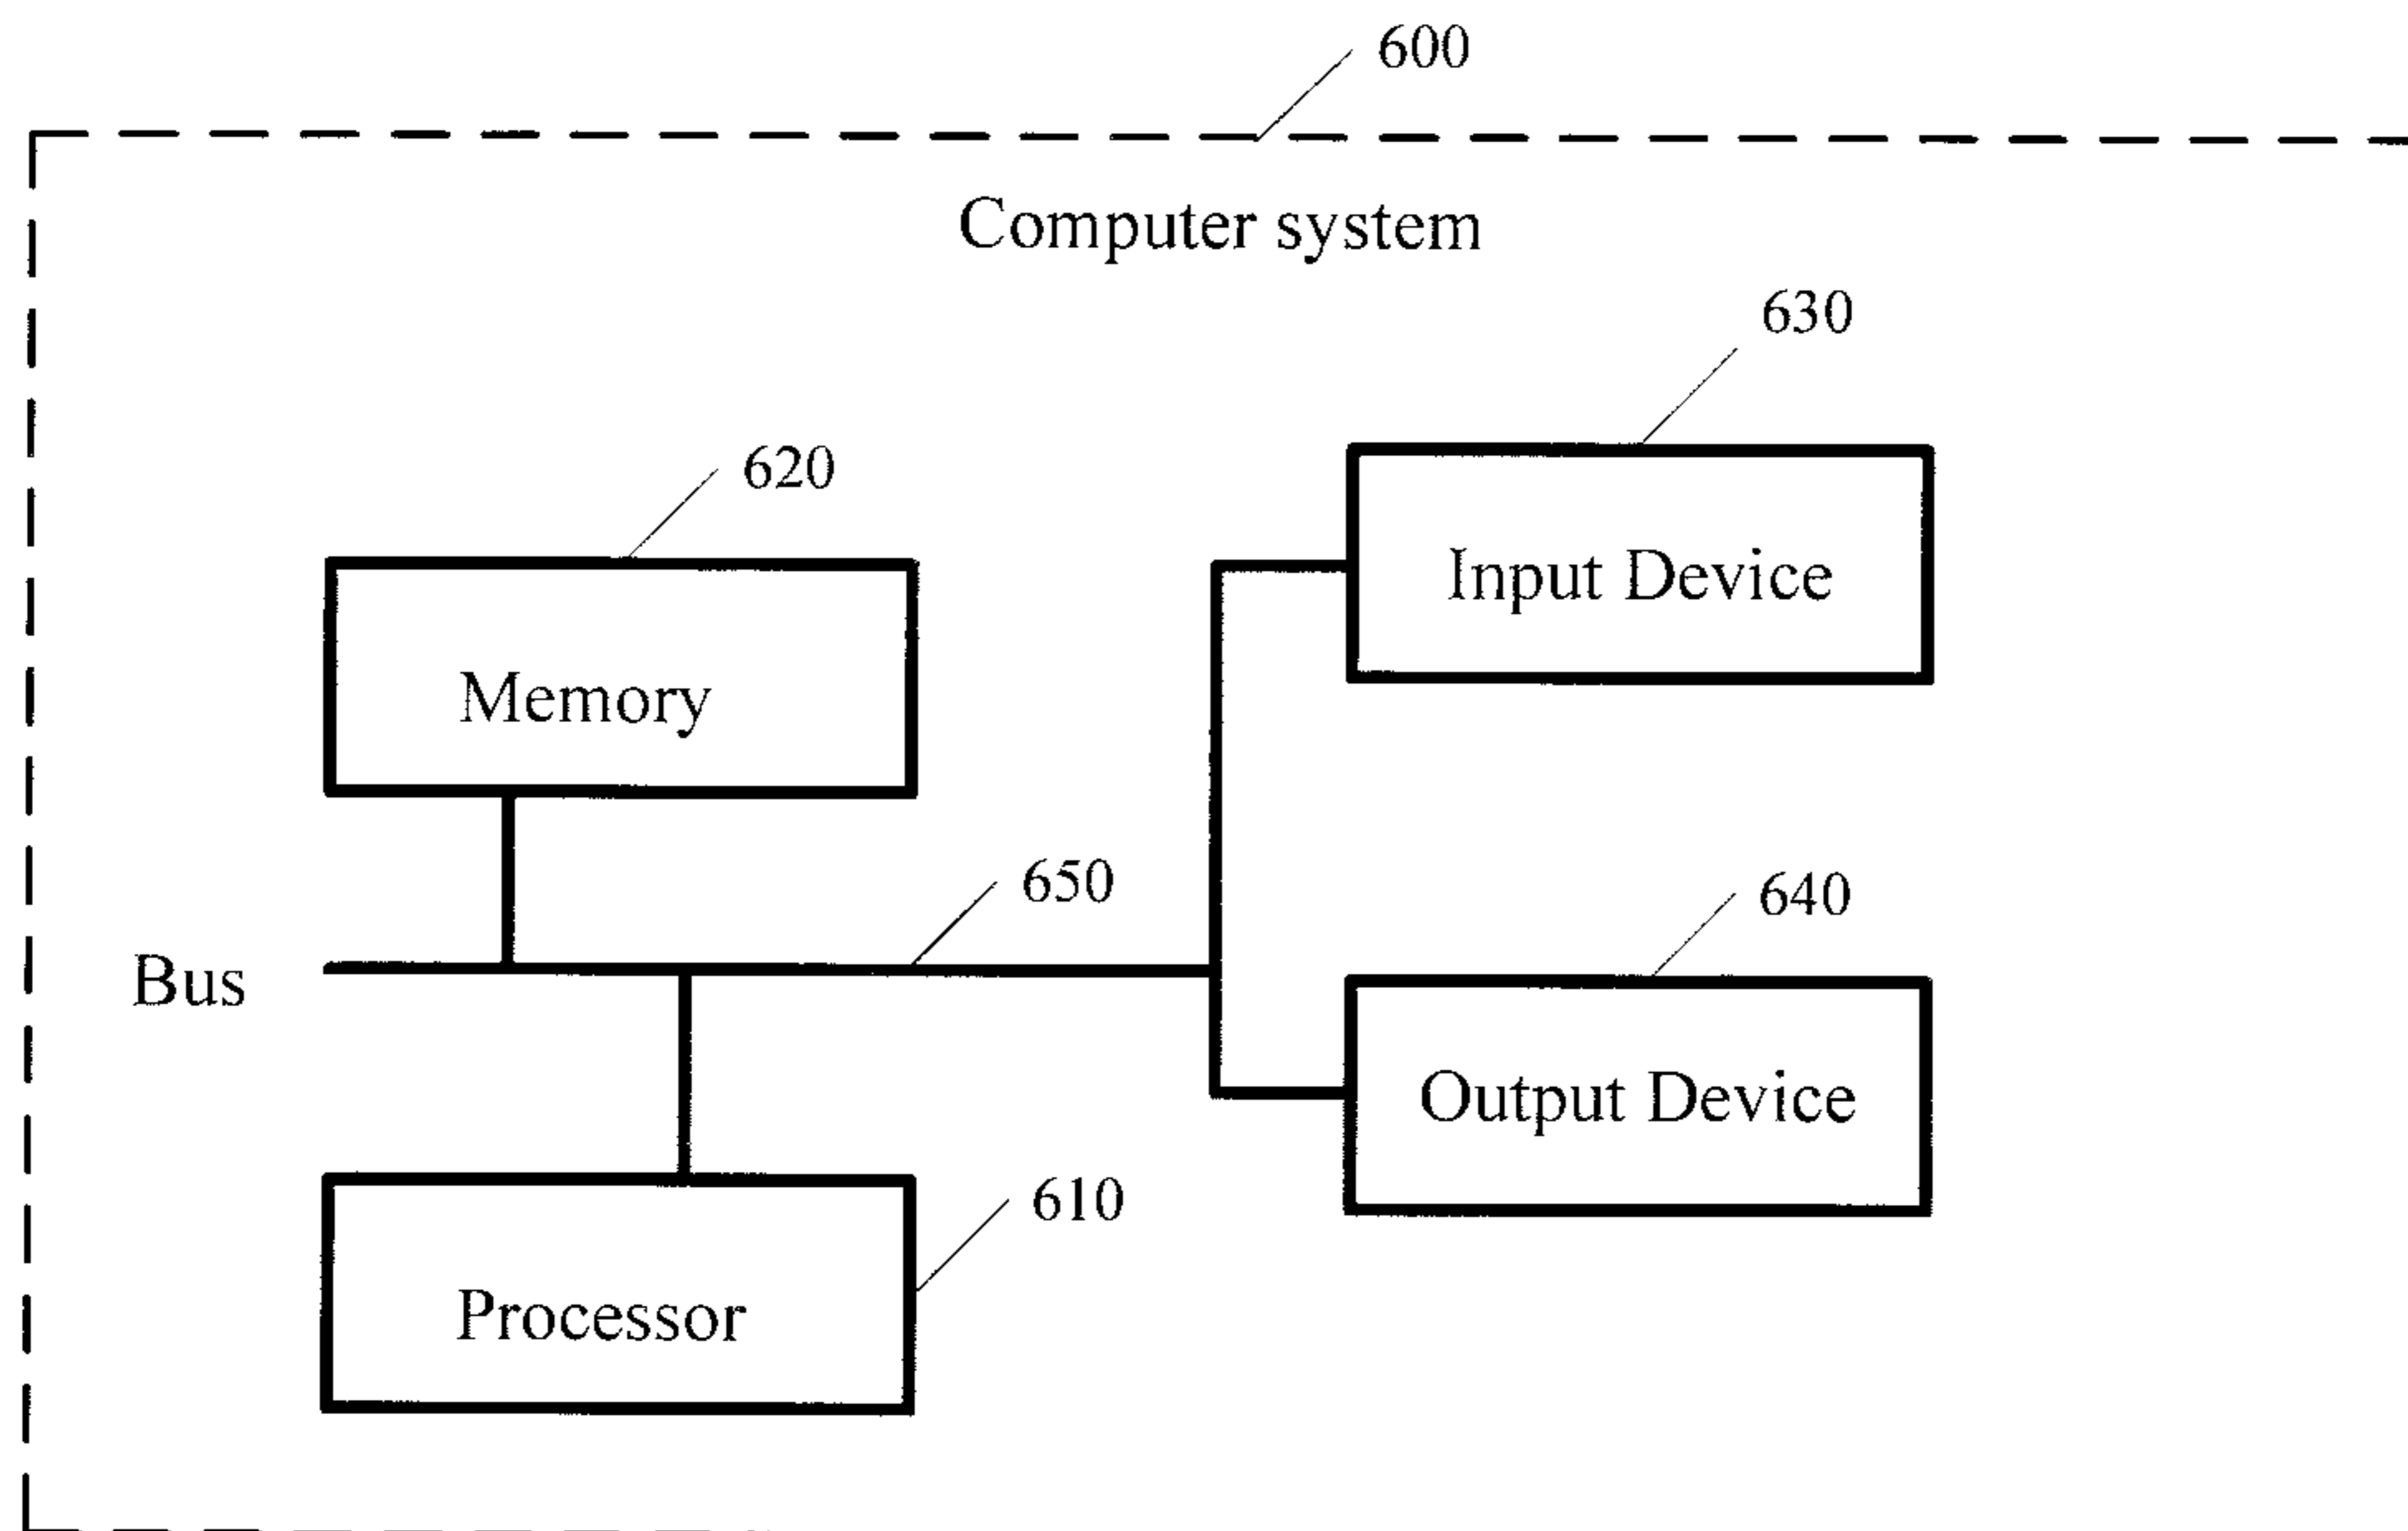 600
Computer system
630
620
Input Device
Memory
650
640
Bus
Output Device
610
Processor